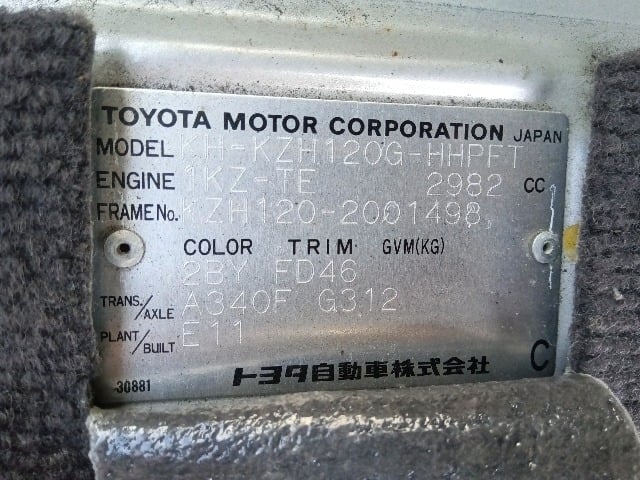 TOYOTA MOTOR CORPORATION JAPAN
MODEL KH-KZH120G-HHPFT
ENGINE 1KZ-TE 2982 CC
FRAME No. KZH120-2001498
COLOR TRIM GVM(KG)
2BY FD46
TRANS./AXLE A340F G312
PLANT/BUILT E11
トヨタ自動車株式会社 C
30881